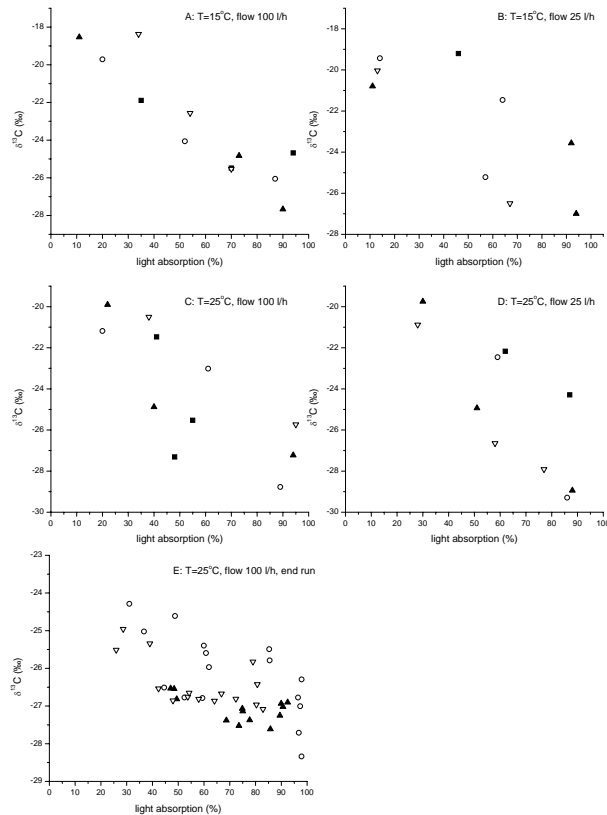 A: T=15°C, flow 100 l/h
-18
-20
-22
-24
-26
-28
δ13C (‰)
0 10 20 30 40 50 60 70 80 90 100
light absorption (%)
B: T=15°C, flow 25 l/h
-18
-20
-22
-24
-26
-28
δ13C (‰)
0 10 20 30 40 50 60 70 80 90 100
light absorption (%)
C: T=25°C, flow 100 l/h
-20
-22
-24
-26
-28
-30
δ13C (‰)
0 10 20 30 40 50 60 70 80 90 100
light absorption (%)
D: T=25°C, flow 25 l/h
-20
-22
-24
-26
-28
-30
δ13C (‰)
0 10 20 30 40 50 60 70 80 90 100
light absorption (%)
E: T=25°C, flow 100 l/h, end run
-23
-24
-25
-26
-27
-28
-29
δ13C (‰)
0 10 20 30 40 50 60 70 80 90 100
light absorption (%)